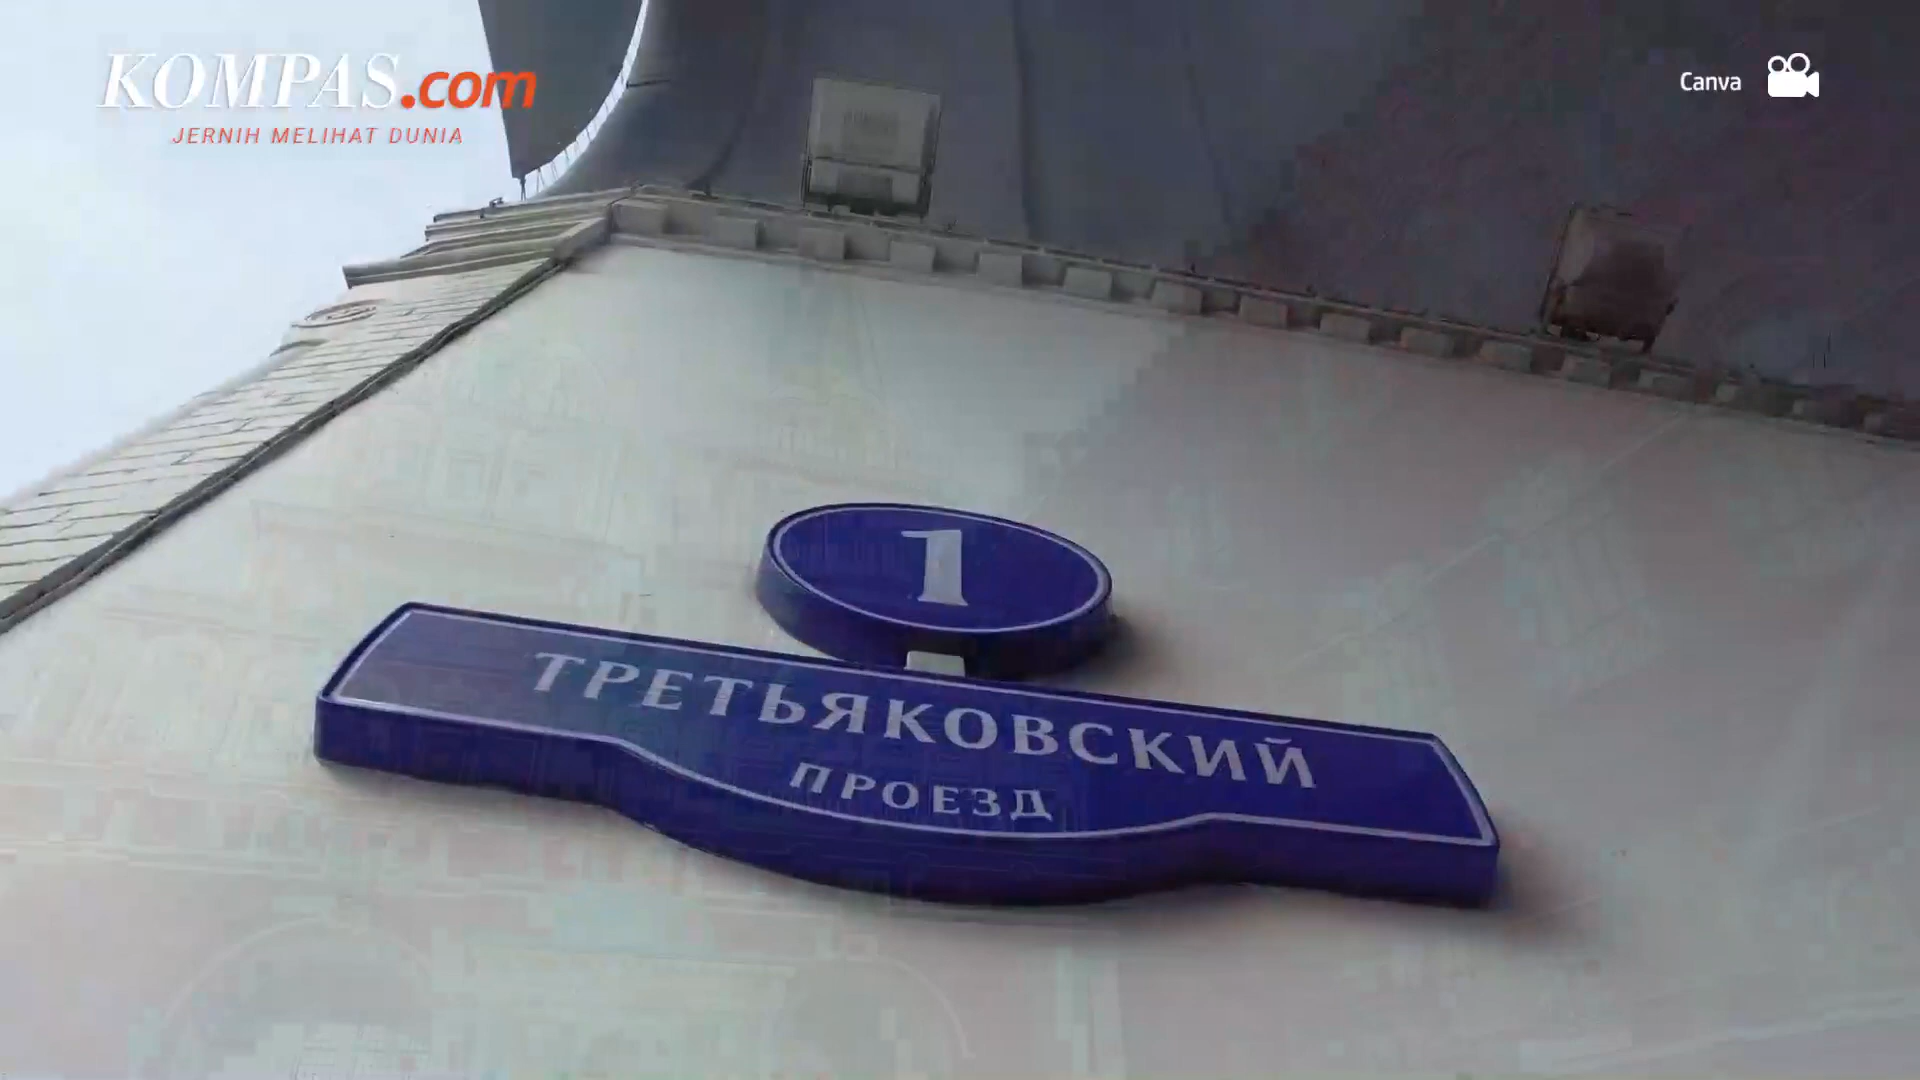 KOMPAS.com
JERNIH MELIHAT DUNIA
Canva
1
ТРЕТЬЯКОВСКИЙ
ПРОЕЗД